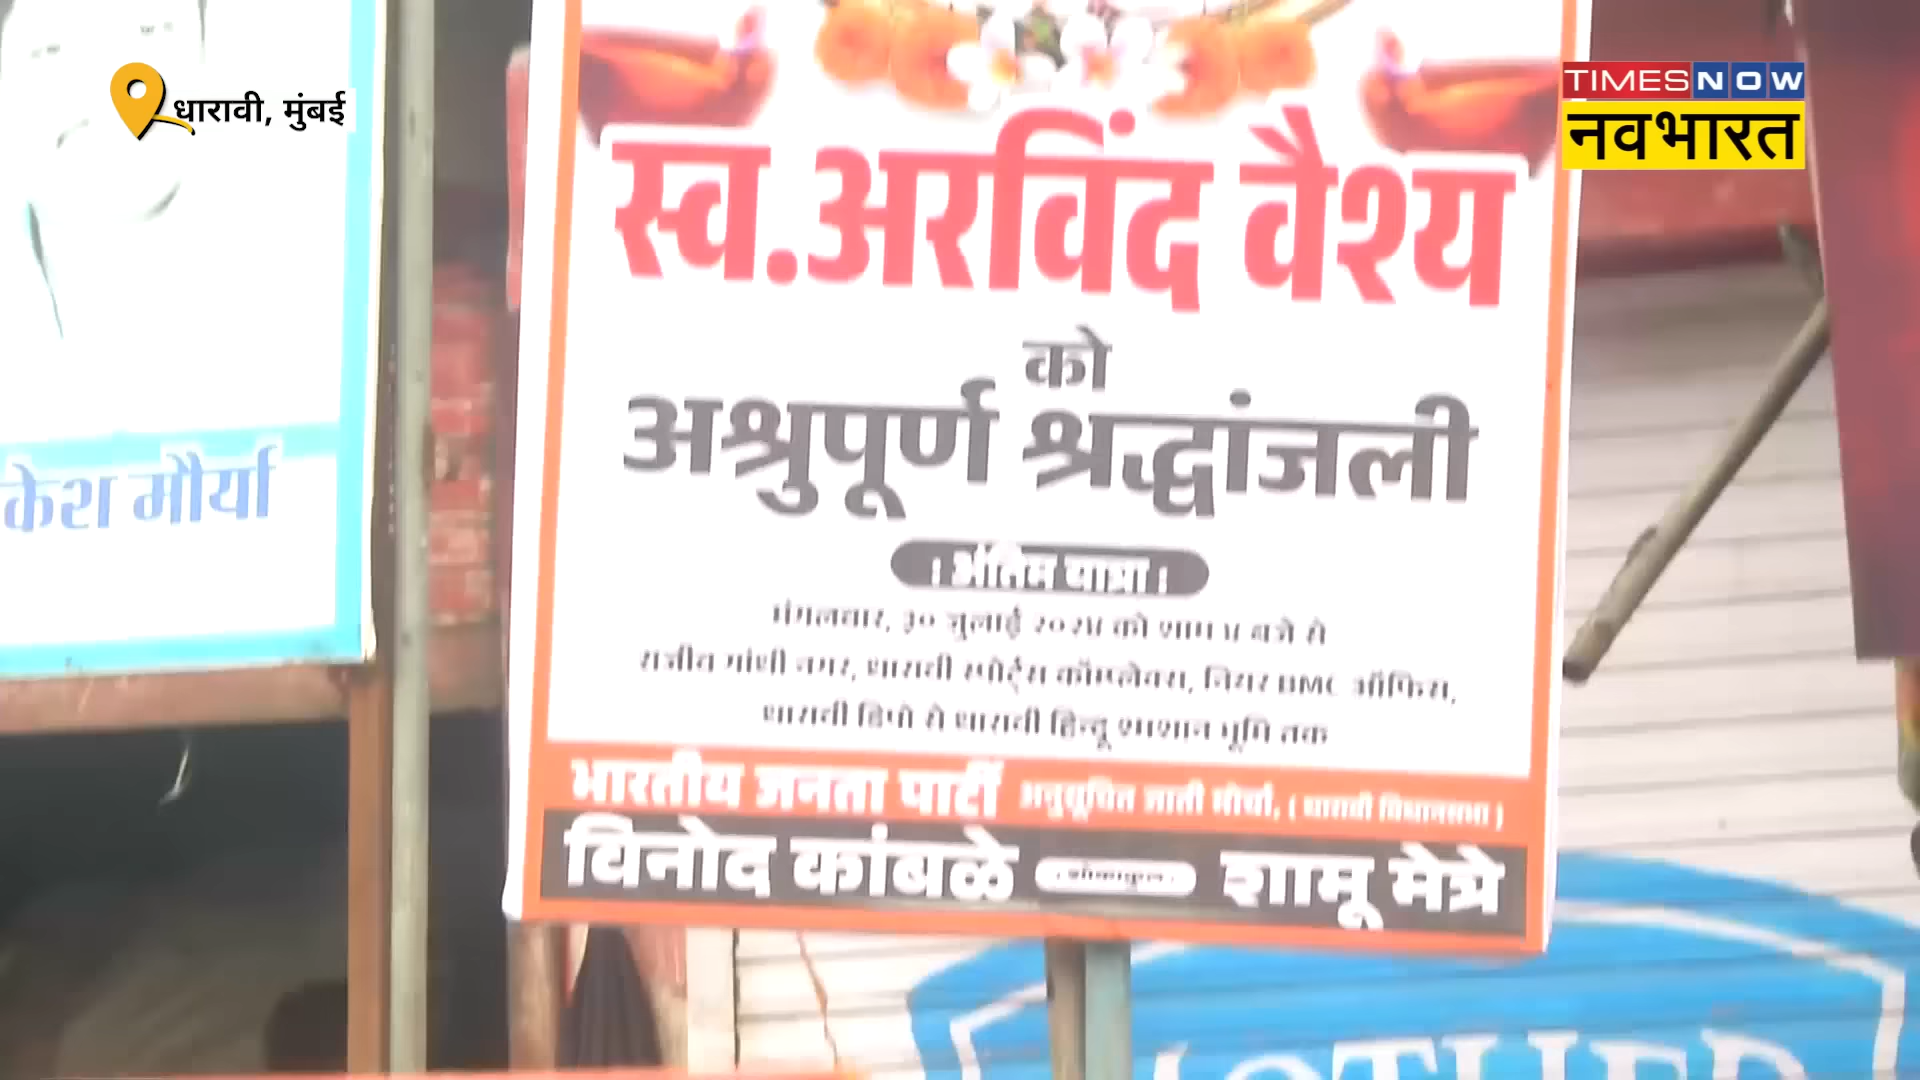 धारावी, मुंबई
TIMES NOW
नवभारत
स्व.अरविंद वैश्य
को
अश्रुपूर्ण श्रद्धांजली
। अंतिम यात्रा ।
मंगलवार, ३० जुलाई २०२४ को शाम ४ बजे से
राजीव गांधी नगर, धारावी स्पोर्ट्स कॉम्प्लेक्स, नियर BMC ऑफिस,
धारावी डिपो से धारावी हिन्दू श्मशान भूमि तक
भारतीय जनता पार्टी अनुसूचित जाती मोर्चा, ( धारावी विधानसभा )
विनोद कांबळे शोकाकुल शामू मेत्रे
केश मौर्या